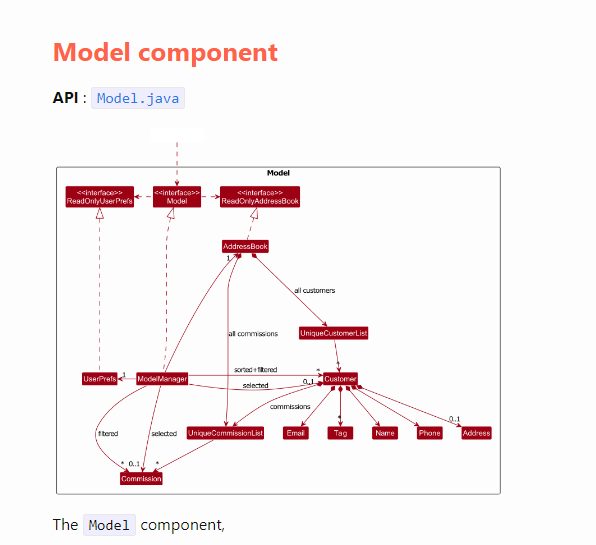 Model component
API : Model.java
Model
<<interface>>
ReadOnlyUserPrefs
<<interface>>
Model
<<interface>>
ReadOnlyAddressBook
AddressBook
1
all customers
all commissions
UniqueCustomerList
*
UserPrefs
1
ModelManager
sorted+filtered
*
selected
0..1
Customer
commissions
*
0..1
filtered
selected
UniqueCommissionList
Email
Tag
Name
Phone
Address
* 0..1
*
Commission
The Model component,